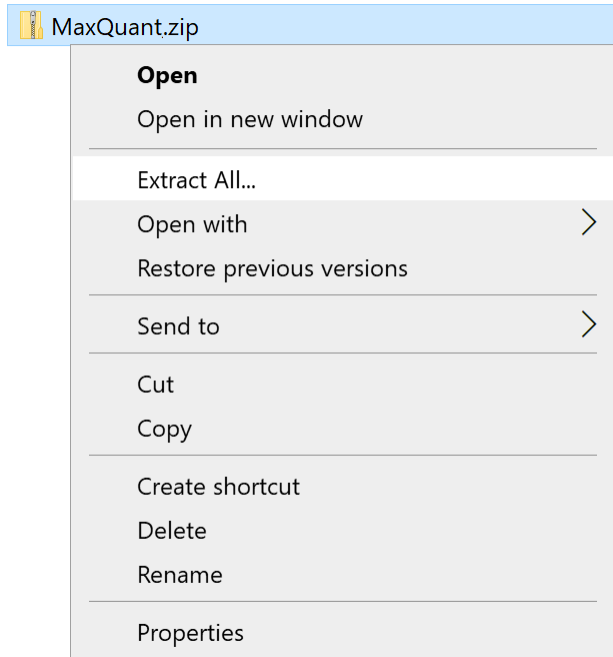 MaxQuant.zip
Open
Open in new window
Extract All...
Open with
Restore previous versions
Send to
Cut
Copy
Create shortcut
Delete
Rename
Properties